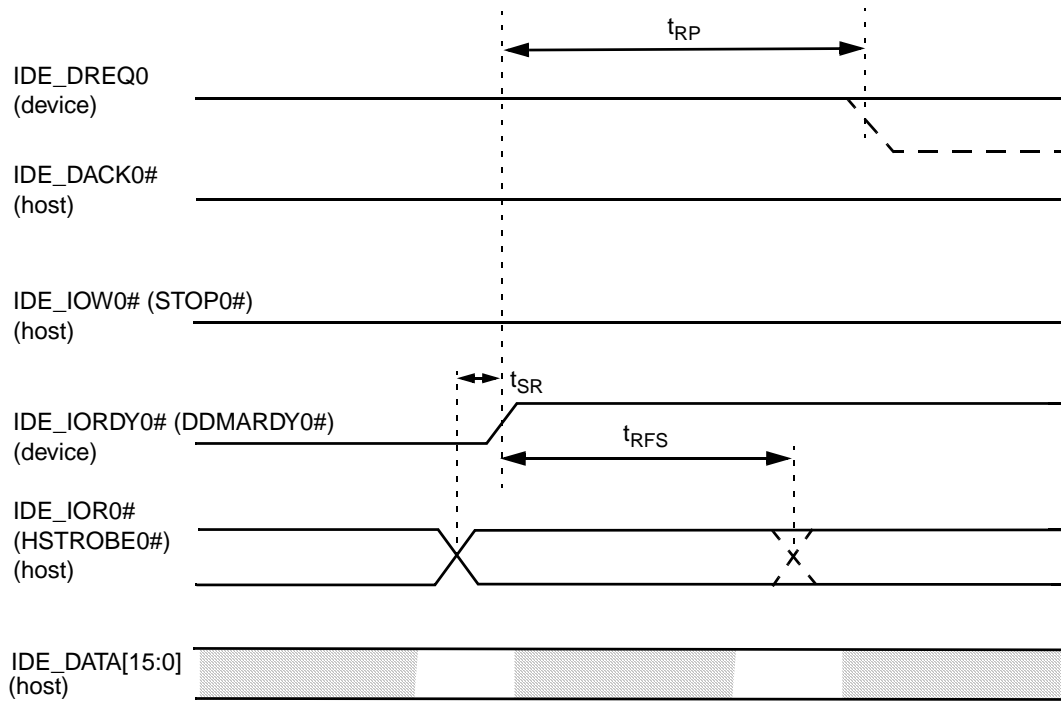 tRP
IDE_DREQ0
(device)
IDE_DACK0#
(host)
IDE_IOW0# (STOP0#)
(host)
tSR
IDE_IORDY0# (DDMARDY0#)
(device)
tRFS
IDE_IOR0#
(HSTROBE0#)
(host)
IDE_DATA[15:0]
(host)